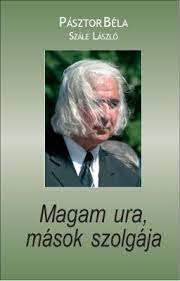 PÁSZTOR BÉLA
SZÁLE LÁSZLÓ
Magam ura,
mások szolgája